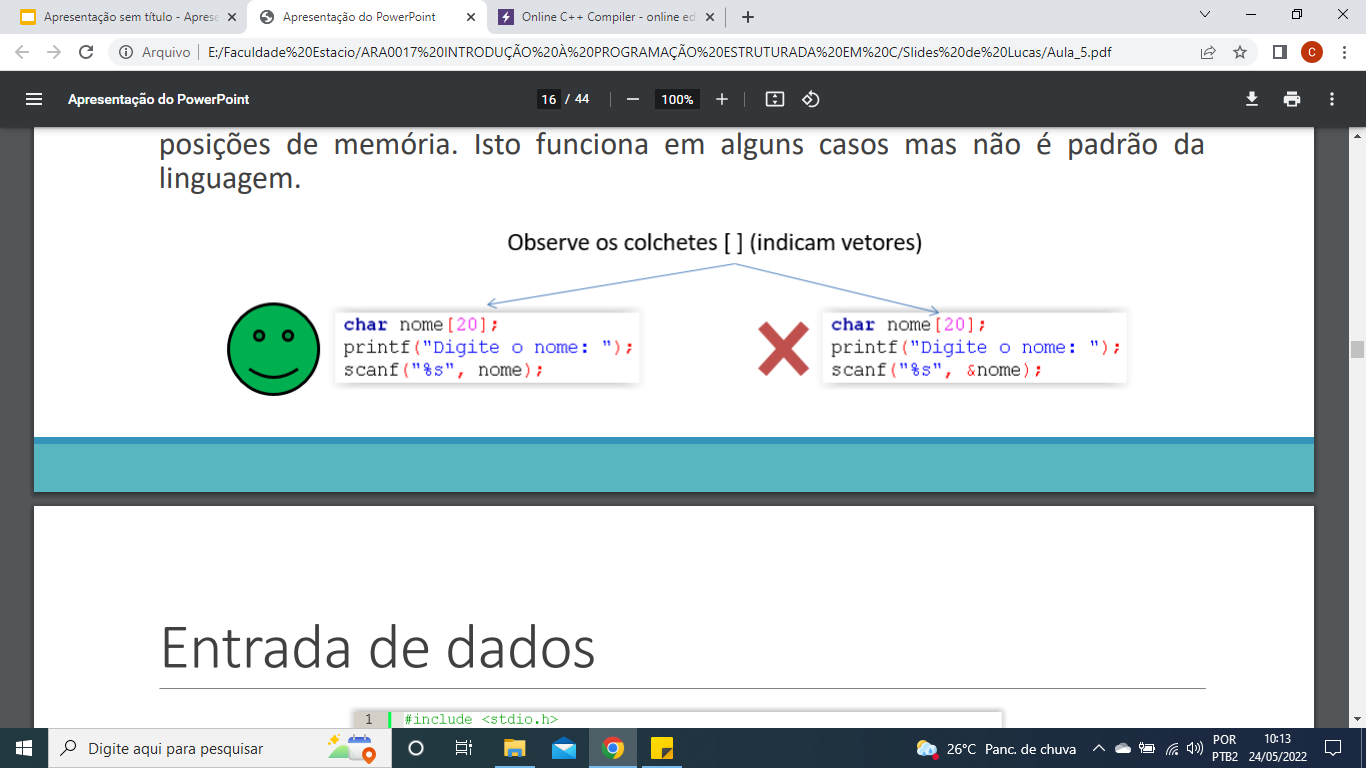 Apresentação sem título - Aprese
Apresentação do PowerPoint
Online C++ Compiler - online ed
Arquivo
E:/Faculdade%20Estacio/ARA0017%20INTRODUÇÃO%20À%20PROGRAMAÇÃO%20ESTRUTURADA%20EM%20C/Slides%20de%20Lucas/Aula_5.pdf
C
Apresentação do PowerPoint
16 / 44
100%
posições de memória. Isto funciona em alguns casos mas não é padrão da
linguagem.
Observe os colchetes [ ] (indicam vetores)
char nome[20];
printf("Digite o nome: ");
scanf("%s", nome);
char nome[20];
printf("Digite o nome: ");
scanf("%s", &nome);
Entrada de dados
1 #include <stdio.h>
Digite aqui para pesquisar
26°C Panc. de chuva
POR
PTB2
10:13
24/05/2022